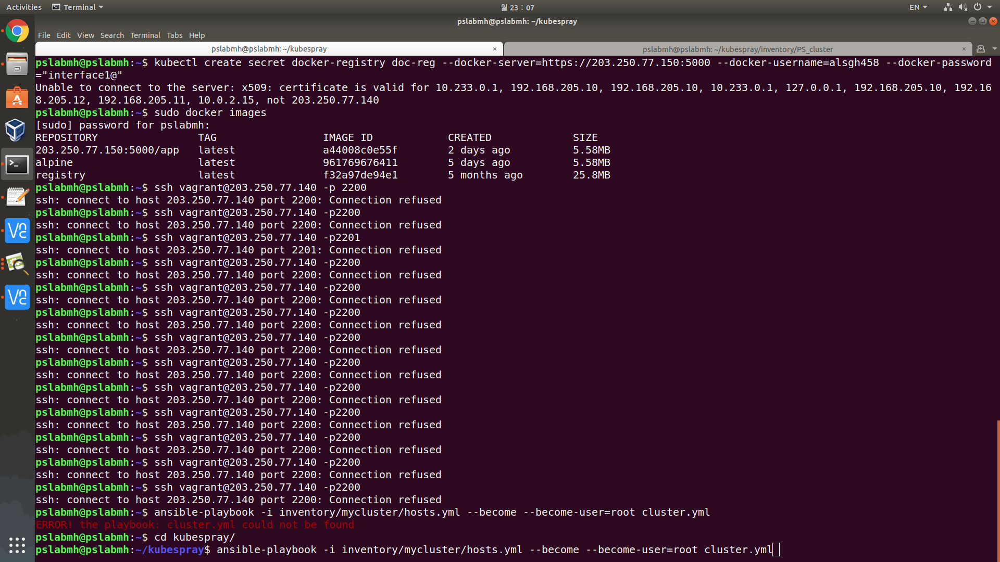 Activities Terminal 월 23 : 07 EN
pslabmh@pslabmh: ~/kubespray
File Edit View Search Terminal Tabs Help
pslabmh@pslabmh: ~/kubespray × pslabmh@pslabmh: ~/kubespray/inventory/PS_cluster ×
pslabmh@pslabmh:~$ kubectl create secret docker-registry doc-reg --docker-server=https://203.250.77.150:5000 --docker-username=alsgh458 --docker-password
="interface1@"
Unable to connect to the server: x509: certificate is valid for 10.233.0.1, 192.168.205.10, 192.168.205.10, 10.233.0.1, 127.0.0.1, 192.168.205.10, 192.16
8.205.12, 192.168.205.11, 10.0.2.15, not 203.250.77.140
pslabmh@pslabmh:~$ sudo docker images
[sudo] password for pslabmh:
REPOSITORY TAG IMAGE ID CREATED SIZE
203.250.77.150:5000/app latest a44008c0e55f 2 days ago 5.58MB
alpine latest 961769676411 5 days ago 5.58MB
registry latest f32a97de94e1 5 months ago 25.8MB
pslabmh@pslabmh:~$ ssh vagrant@203.250.77.140 -p 2200
ssh: connect to host 203.250.77.140 port 2200: Connection refused
pslabmh@pslabmh:~$ ssh vagrant@203.250.77.140 -p2200
ssh: connect to host 203.250.77.140 port 2200: Connection refused
pslabmh@pslabmh:~$ ssh vagrant@203.250.77.140 -p2201
ssh: connect to host 203.250.77.140 port 2201: Connection refused
pslabmh@pslabmh:~$ ssh vagrant@203.250.77.140 -p2200
ssh: connect to host 203.250.77.140 port 2200: Connection refused
pslabmh@pslabmh:~$ ssh vagrant@203.250.77.140 -p2200
ssh: connect to host 203.250.77.140 port 2200: Connection refused
pslabmh@pslabmh:~$ ssh vagrant@203.250.77.140 -p2200
ssh: connect to host 203.250.77.140 port 2200: Connection refused
pslabmh@pslabmh:~$ ssh vagrant@203.250.77.140 -p2200
ssh: connect to host 203.250.77.140 port 2200: Connection refused
pslabmh@pslabmh:~$ ssh vagrant@203.250.77.140 -p2200
ssh: connect to host 203.250.77.140 port 2200: Connection refused
pslabmh@pslabmh:~$ ssh vagrant@203.250.77.140 -p2200
ssh: connect to host 203.250.77.140 port 2200: Connection refused
pslabmh@pslabmh:~$ ssh vagrant@203.250.77.140 -p2200
ssh: connect to host 203.250.77.140 port 2200: Connection refused
pslabmh@pslabmh:~$ ssh vagrant@203.250.77.140 -p2200
ssh: connect to host 203.250.77.140 port 2200: Connection refused
pslabmh@pslabmh:~$ ssh vagrant@203.250.77.140 -p2200
ssh: connect to host 203.250.77.140 port 2200: Connection refused
pslabmh@pslabmh:~$ ssh vagrant@203.250.77.140 -p2200
ssh: connect to host 203.250.77.140 port 2200: Connection refused
pslabmh@pslabmh:~$ ansible-playbook -i inventory/mycluster/hosts.yml --become --become-user=root cluster.yml
ERROR! the playbook: cluster.yml could not be found
pslabmh@pslabmh:~$ cd kubespray/
pslabmh@pslabmh:~/kubespray$ ansible-playbook -i inventory/mycluster/hosts.yml --become --become-user=root cluster.yml